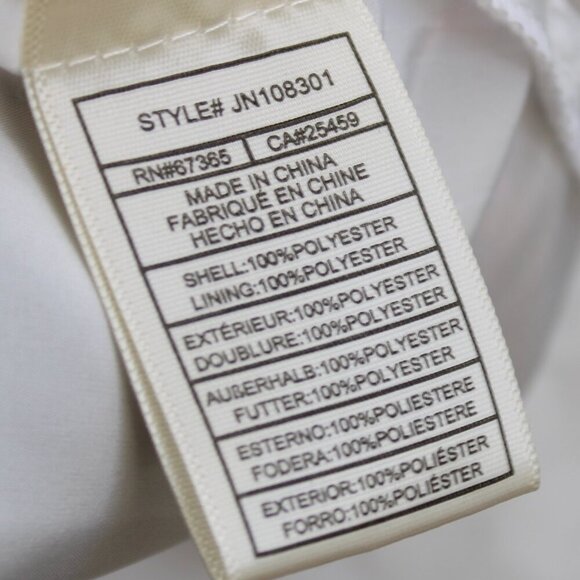 STYLE# JN108301
RN#67365 CA#25459
MADE IN CHINA
FABRIQUÉ EN CHINE
HECHO EN CHINA
SHELL:100%POLYESTER
LINING:100%POLYESTER
EXTÉRIEUR:100%POLYESTER
DOUBLURE:100%POLYESTER
AUßERHALB:100%POLYESTER
FUTTER:100%POLYESTER
ESTERNO:100%POLIESTERE
FODERA:100%POLIESTERE
EXTERIOR:100%POLIÉSTER
FORRO:100%POLIÉSTER